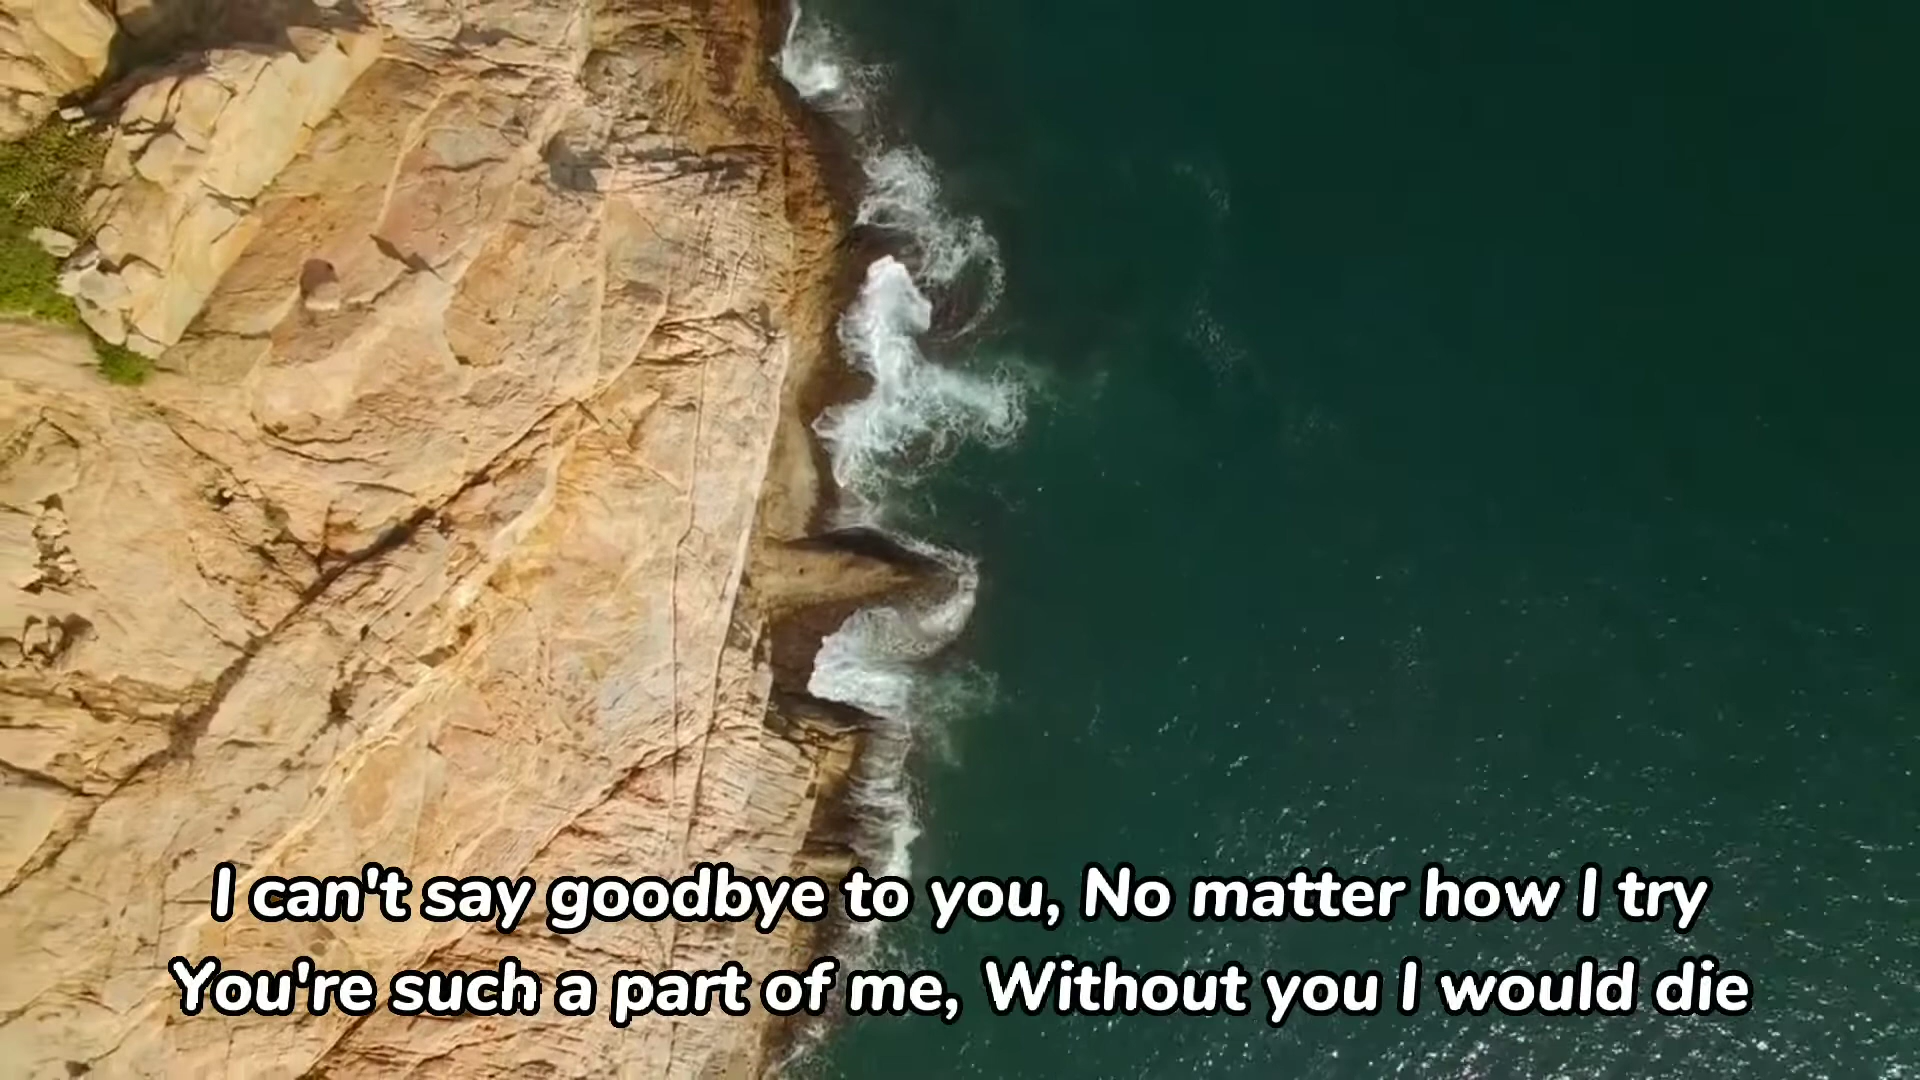 I can't say goodbye to you, No matter how I try
You're such a part of me, Without you I would die